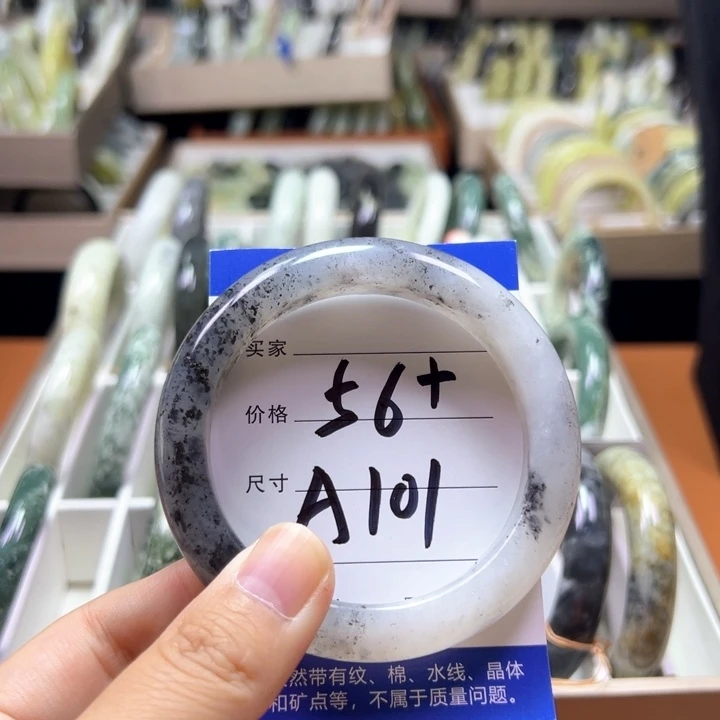 买家
价格 56+
尺寸 A101
然带有纹、棉、水线、晶体
和矿点等，不属于质量问题。